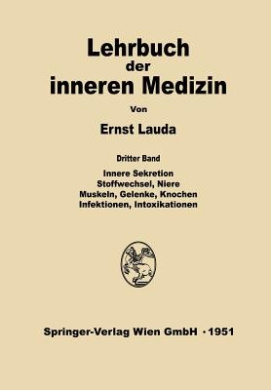 Lehrbuch
der
inneren Medizin
Von
Ernst Lauda
Dritter Band
Innere Sekretion
Stoffwechsel, Niere
Muskeln, Gelenke, Knochen
Infektionen, Intoxikationen
Springer-Verlag Wien GmbH · 1951